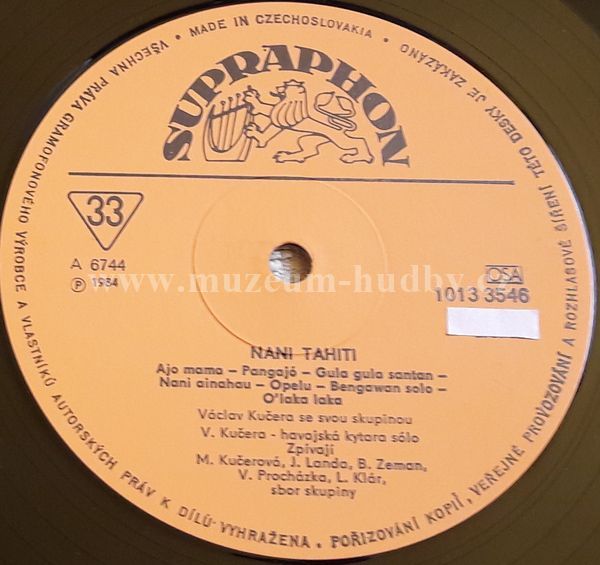 VŠECHNA PRÁVA GRAMOFONOVÉHO VÝROBCE A VLASTNÍKŮ AUTORSKÝCH PRÁV K DÍLŮ VYHRAŽENA • POŘIZOVÁNÍ KOPIÍ, VEŘEJNÉ PROVOZOVÁNÍ A ROZHLASOVÉ ŠÍŘENÍ TÉTO DESKY JE ZAKÁZÁNO • MADE IN CZECHOSLOVAKIA •
SUPRAPHON
33
A 6744
℗ 1984
OSA
1013 3546
www.muzeum-hudby.cz
NANI TAHITI
Ajo mama – Pangajó – Gula gula santan –
Nani ainahau – Opelu – Bengawan solo –
O'laka laka
Václav Kučera se svou skupinou
V. Kučera - havajská kytara sólo
Zpívají
M. Kučerová, J. Landa, B. Zeman,
V. Procházka, L. Klár,
sbor skupiny